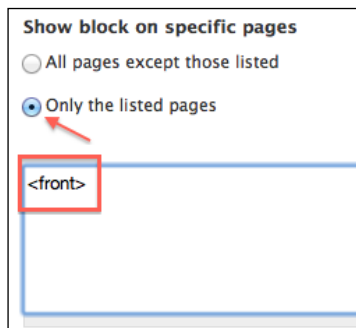 Show block on specific pages
All pages except those listed
Only the listed pages
<front>